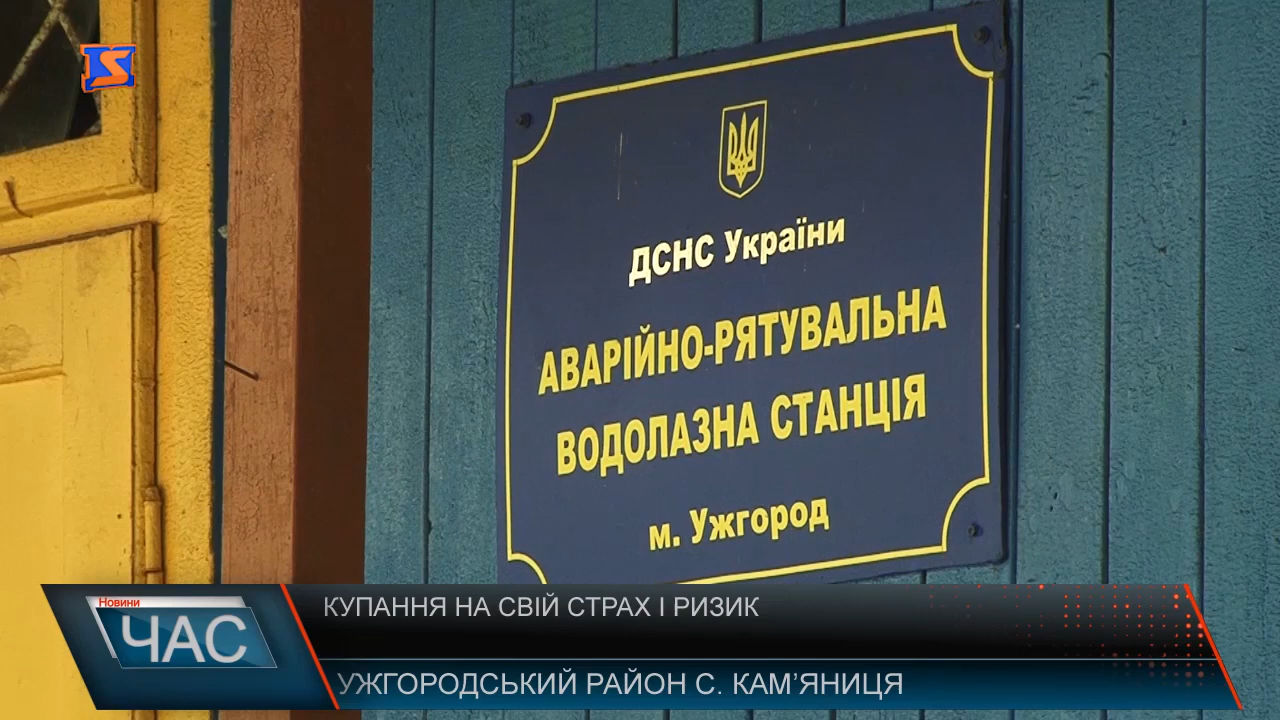 S
ДСНС України
АВАРІЙНО-РЯТУВАЛЬНА
ВОДОЛАЗНА СТАНЦІЯ
м. Ужгород
Новини
ЧАС
КУПАННЯ НА СВІЙ СТРАХ І РИЗИК
УЖГОРОДСЬКИЙ РАЙОН С. КАМ’ЯНИЦЯ